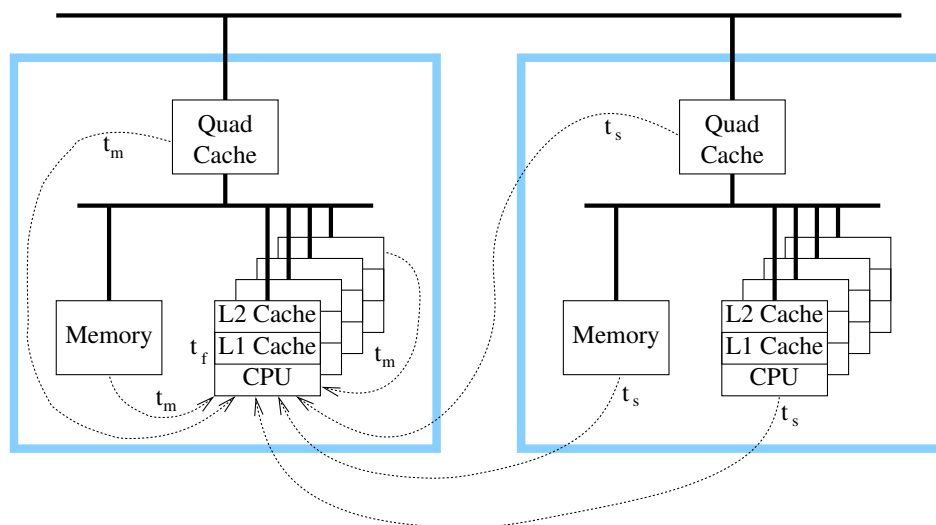 Quad
Cache
t_m
Memory
L2 Cache
L1 Cache
CPU
t_f
t_m
t_m
Quad
Cache
t_s
Memory
L2 Cache
L1 Cache
CPU
t_s
t_s